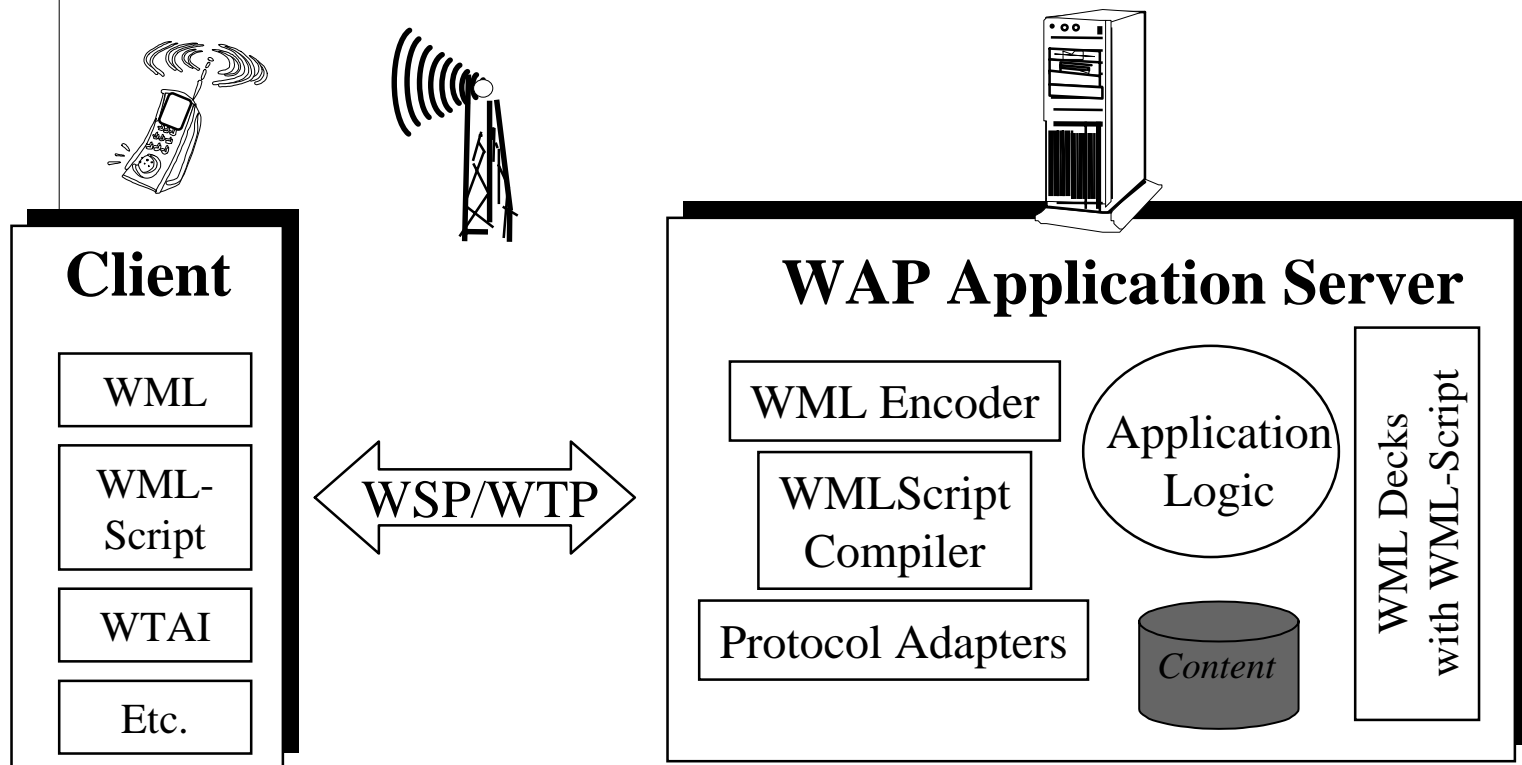 Client
WML
WML-
Script
WTAI
Etc.
WSP/WTP
WAP Application Server
WML Encoder
WMLScript
Compiler
Protocol Adapters
Application
Logic
Content
WML Decks
with WML-Script